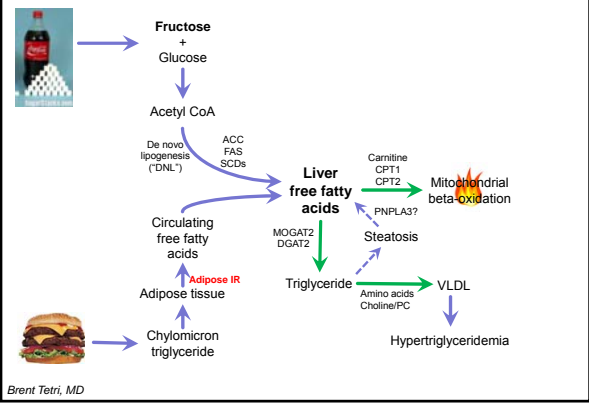 Fructose
+
Glucose
Acetyl CoA
De novo
lipogenesis
("DNL")
ACC
FAS
SCDs
Liver
free fatty
acids
Carnitine
CPT1
CPT2
Mitochondrial
beta-oxidation
PNPLA3?
Steatosis
Circulating
free fatty
acids
MOGAT2
DGAT2
Adipose IR
Adipose tissue
Triglyceride
Amino acids
Choline/PC
VLDL
Chylomicron
triglyceride
Hypertriglyceridemia
Brent Tetri, MD